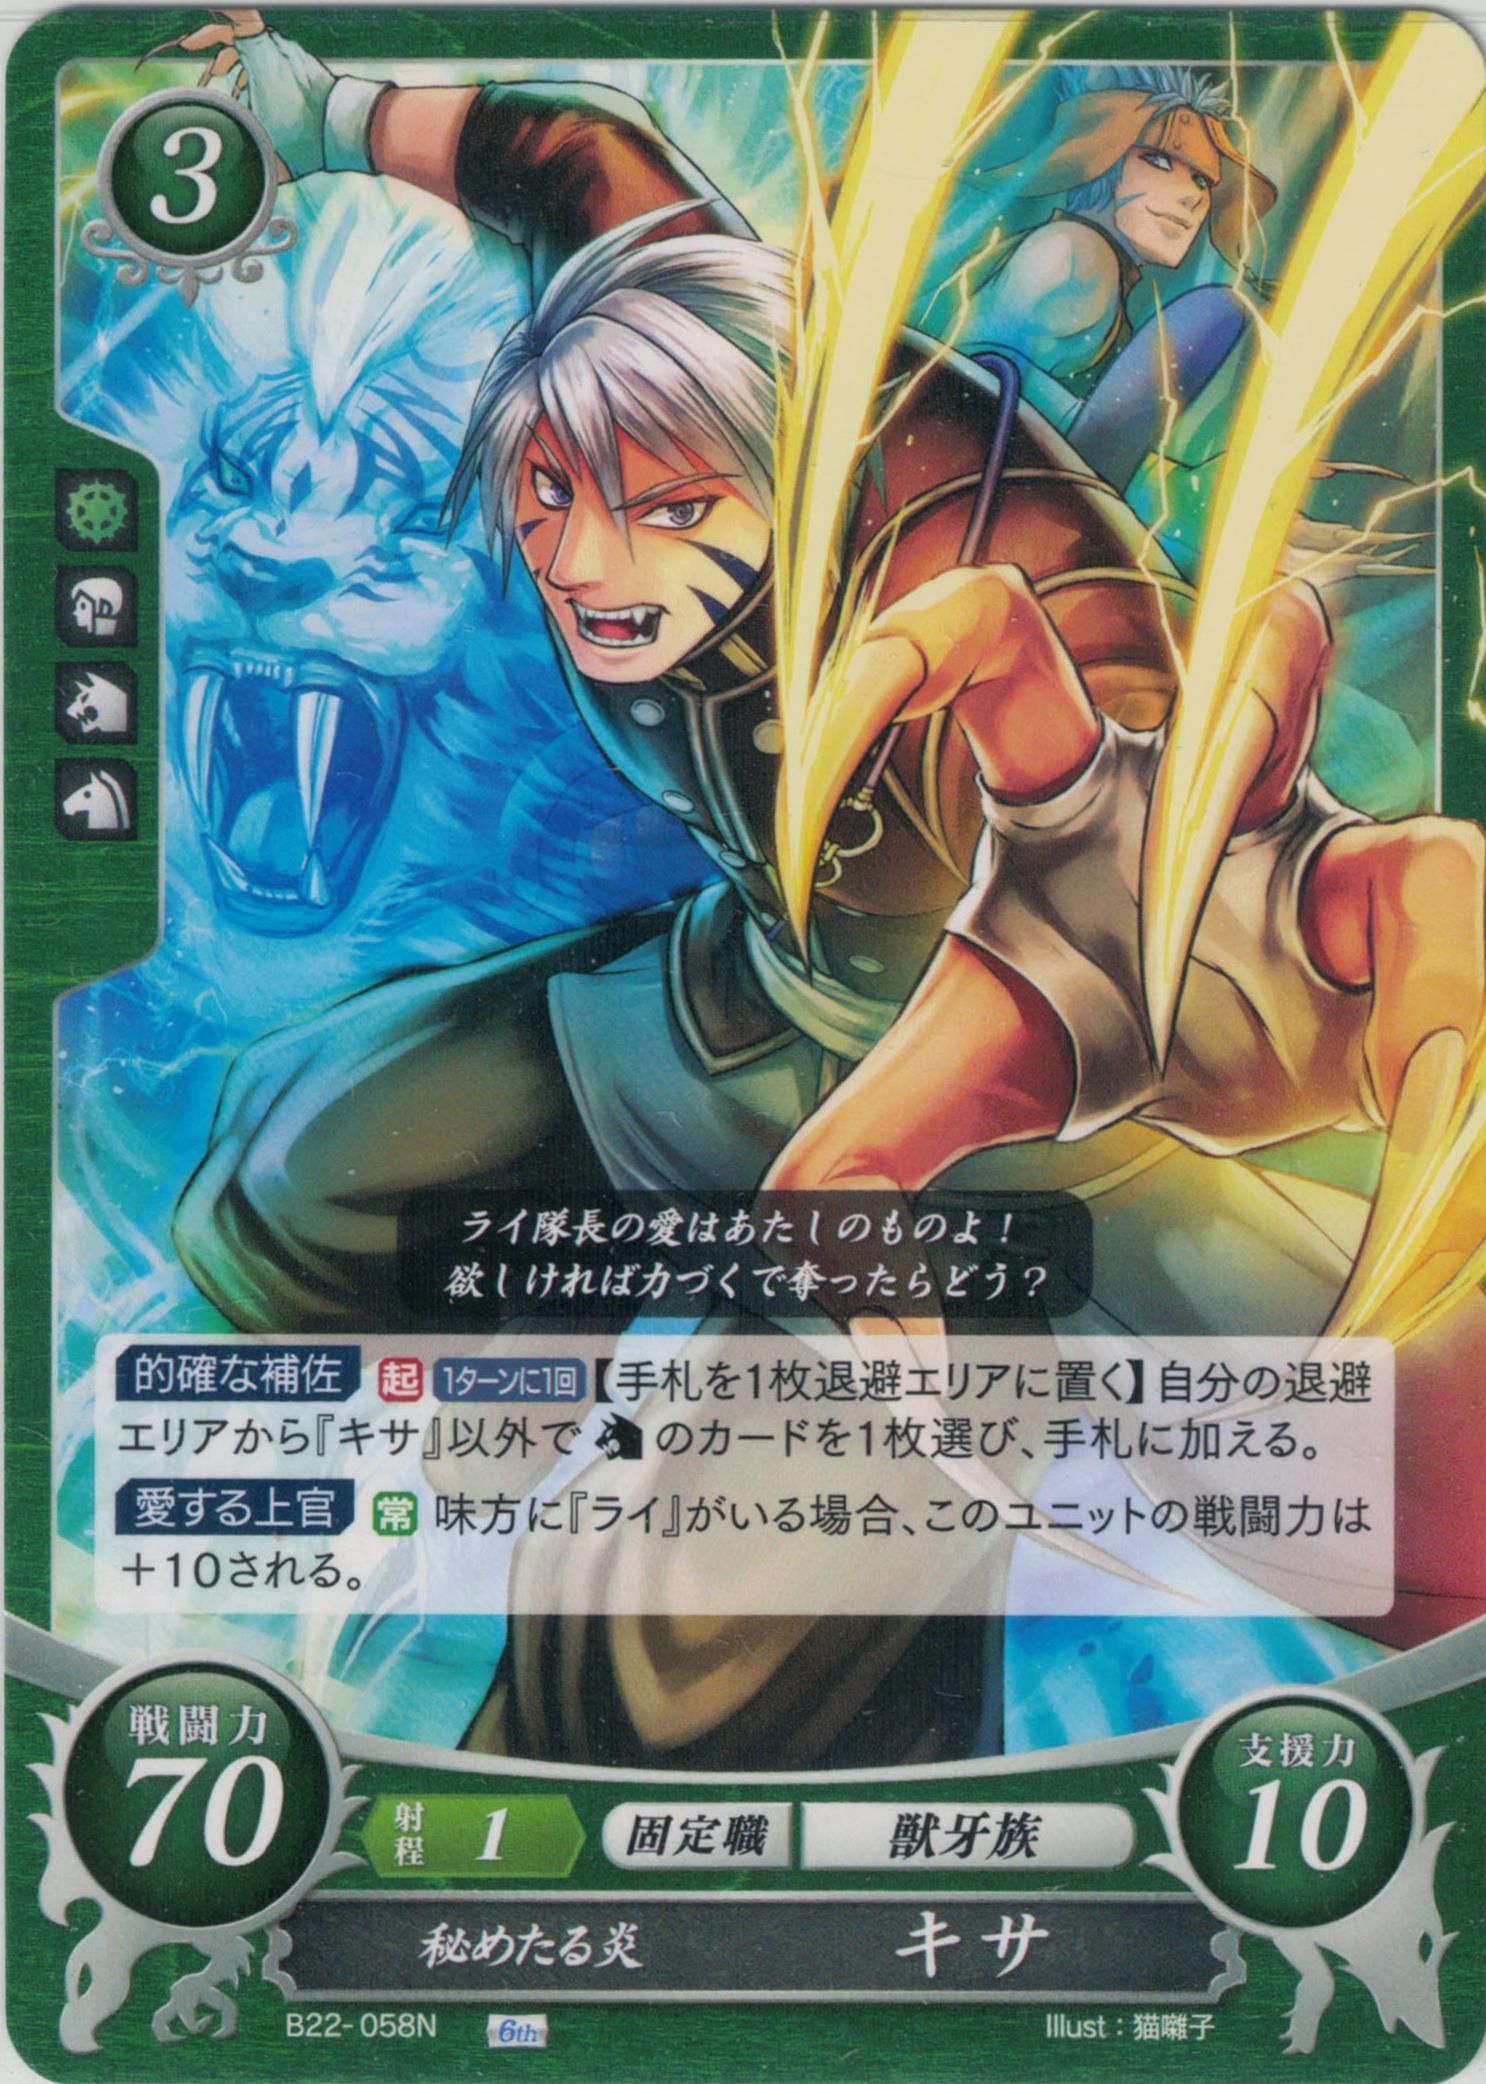 3
ライ隊長の愛はあたしのものよ！
欲しければ力づくで奪ったらどう？
的確な補佐 起 1ターンに1回【手札を1枚退避エリアに置く】自分の退避
エリアから『キサ』以外で のカードを1枚選び、手札に加える。
愛する上官 常 味方に『ライ』がいる場合、このユニットの戦闘力は
＋10される。
戦闘力
70
射程 1
固定職 獣牙族
支援力
10
秘めたる炎 キサ
B22-058N 6th Illust：猫囃子